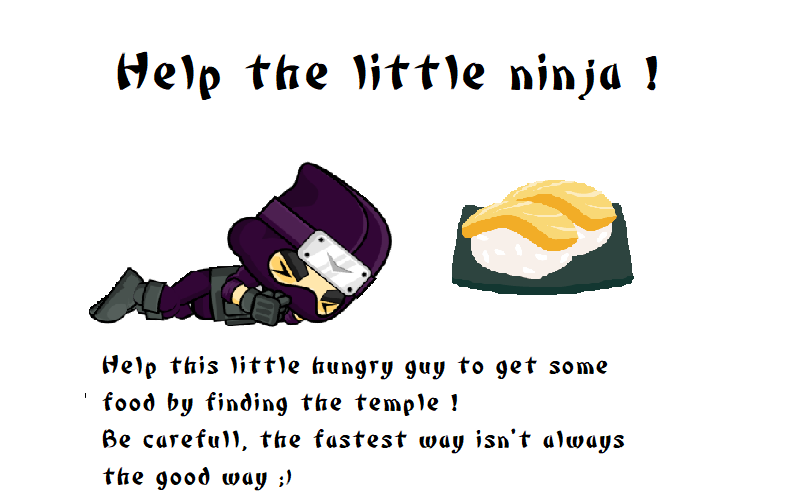 Help the little ninja !
Help this little hungry guy to get some
food by finding the temple !
Be carefull, the fastest way isn't always
the good way ;)